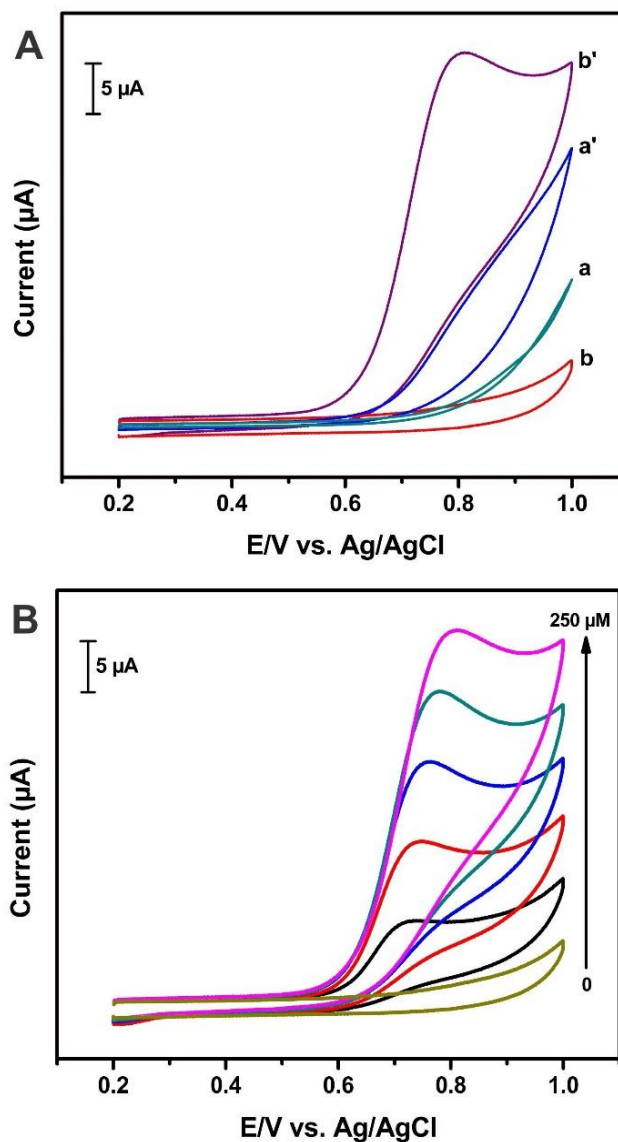 A
5 µA
b'
a'
a
b
Current (µA)
0.2 0.4 0.6 0.8 1.0
E/V vs. Ag/AgCl
B
5 µA
250 µM
0
Current (µA)
0.2 0.4 0.6 0.8 1.0
E/V vs. Ag/AgCl